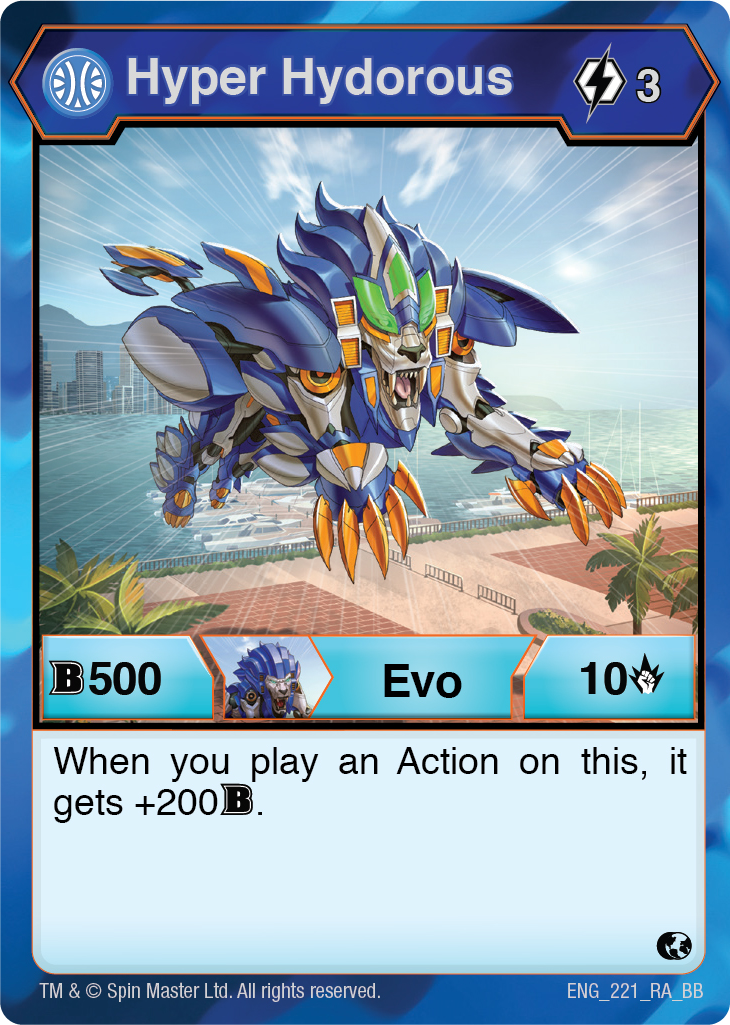 Hyper Hydorous
3
B 500
Evo
10
When you play an Action on this, it
gets +200B.
TM & © Spin Master Ltd. All rights reserved.
ENG_221_RA_BB